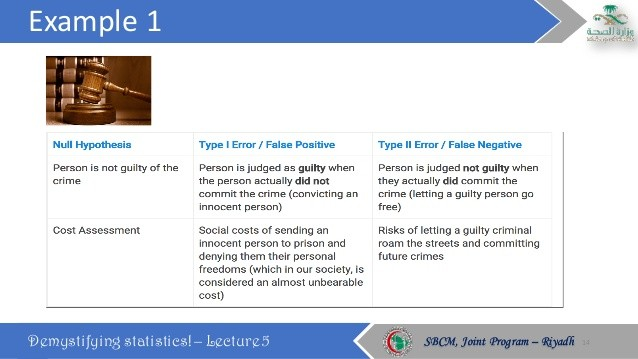 Example 1
وزارة الصحة
Null Hypothesis
Type I Error / False Positive
Type II Error / False Negative
Person is not guilty of the
crime
Person is judged as guilty when
the person actually did not
commit the crime (convicting an
innocent person)
Person is judged not guilty when
they actually did commit the
crime (letting a guilty person go
free)
Cost Assessment
Social costs of sending an
innocent person to prison and
denying them their personal
freedoms (which in our society, is
considered an almost unbearable
cost)
Risks of letting a guilty criminal
roam the streets and committing
future crimes
Demystifying statistics! – Lecture 5
SBCM, Joint Program – Riyadh